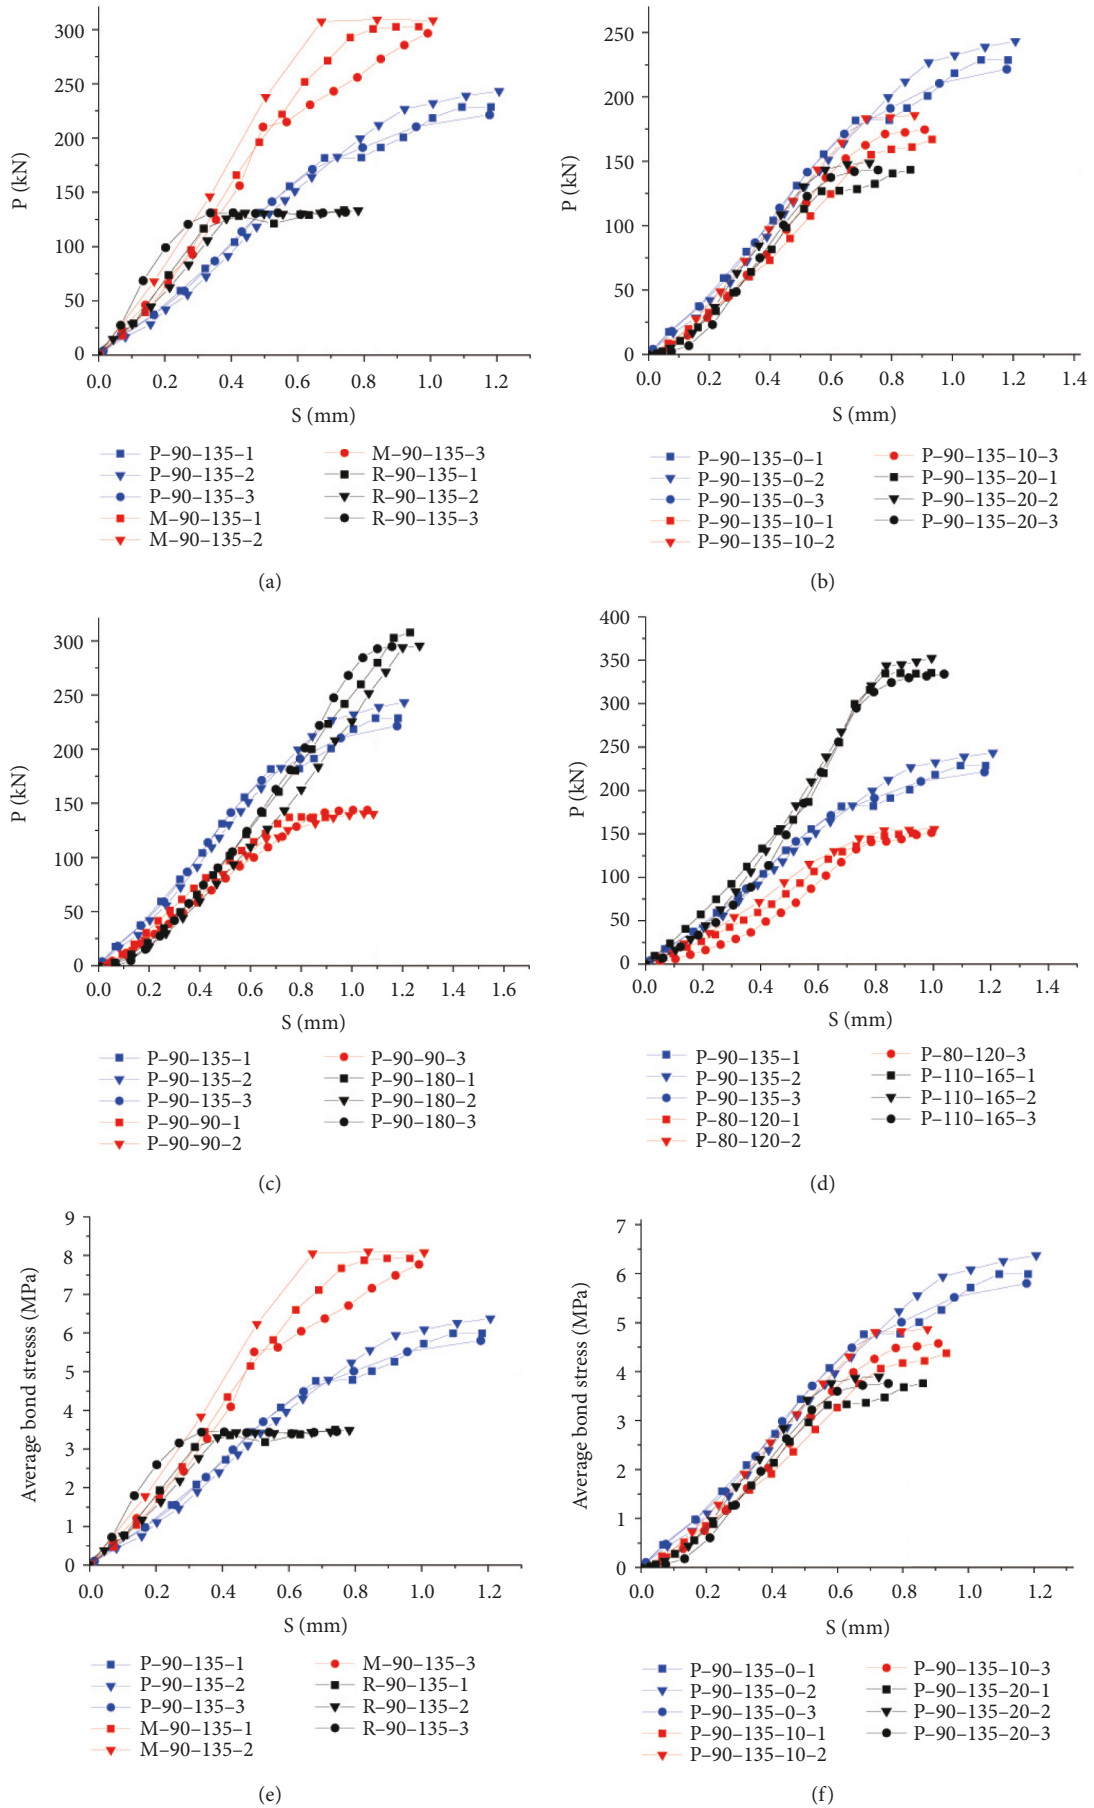 300
250
200
150
100
50
0
P (kN)
0.0 0.2 0.4 0.6 0.8 1.0 1.2
S (mm)
P–90–135–1
P–90–135–2
P–90–135–3
M–90–135–1
M–90–135–2
M–90–135–3
R–90–135–1
R–90–135–2
R–90–135–3
(a)
250
200
150
100
50
0
P (kN)
0.0 0.2 0.4 0.6 0.8 1.0 1.2 1.4
S (mm)
P–90–135–0–1
P–90–135–0–2
P–90–135–0–3
P–90–135–10–1
P–90–135–10–2
P–90–135–10–3
P–90–135–20–1
P–90–135–20–2
P–90–135–20–3
(b)
300
250
200
150
100
50
0
P (kN)
0.0 0.2 0.4 0.6 0.8 1.0 1.2 1.4 1.6
S (mm)
P–90–135–1
P–90–135–2
P–90–135–3
P–90–90–1
P–90–90–2
P–90–90–3
P–90–180–1
P–90–180–2
P–90–180–3
(c)
400
350
300
250
200
150
100
50
0
P (kN)
0.0 0.2 0.4 0.6 0.8 1.0 1.2 1.4
S (mm)
P–90–135–1
P–90–135–2
P–90–135–3
P–80–120–1
P–80–120–2
P–80–120–3
P–110–165–1
P–110–165–2
P–110–165–3
(d)
9
8
7
6
5
4
3
2
1
0
Average bond stresss (MPa)
0.0 0.2 0.4 0.6 0.8 1.0 1.2
S (mm)
P–90–135–1
P–90–135–2
P–90–135–3
M–90–135–1
M–90–135–2
M–90–135–3
R–90–135–1
R–90–135–2
R–90–135–3
(e)
7
6
5
4
3
2
1
0
Average bond stress (MPa)
0.0 0.2 0.4 0.6 0.8 1.0 1.2
S (mm)
P–90–135–0–1
P–90–135–0–2
P–90–135–0–3
P–90–135–10–1
P–90–135–10–2
P–90–135–10–3
P–90–135–20–1
P–90–135–20–2
P–90–135–20–3
(f)